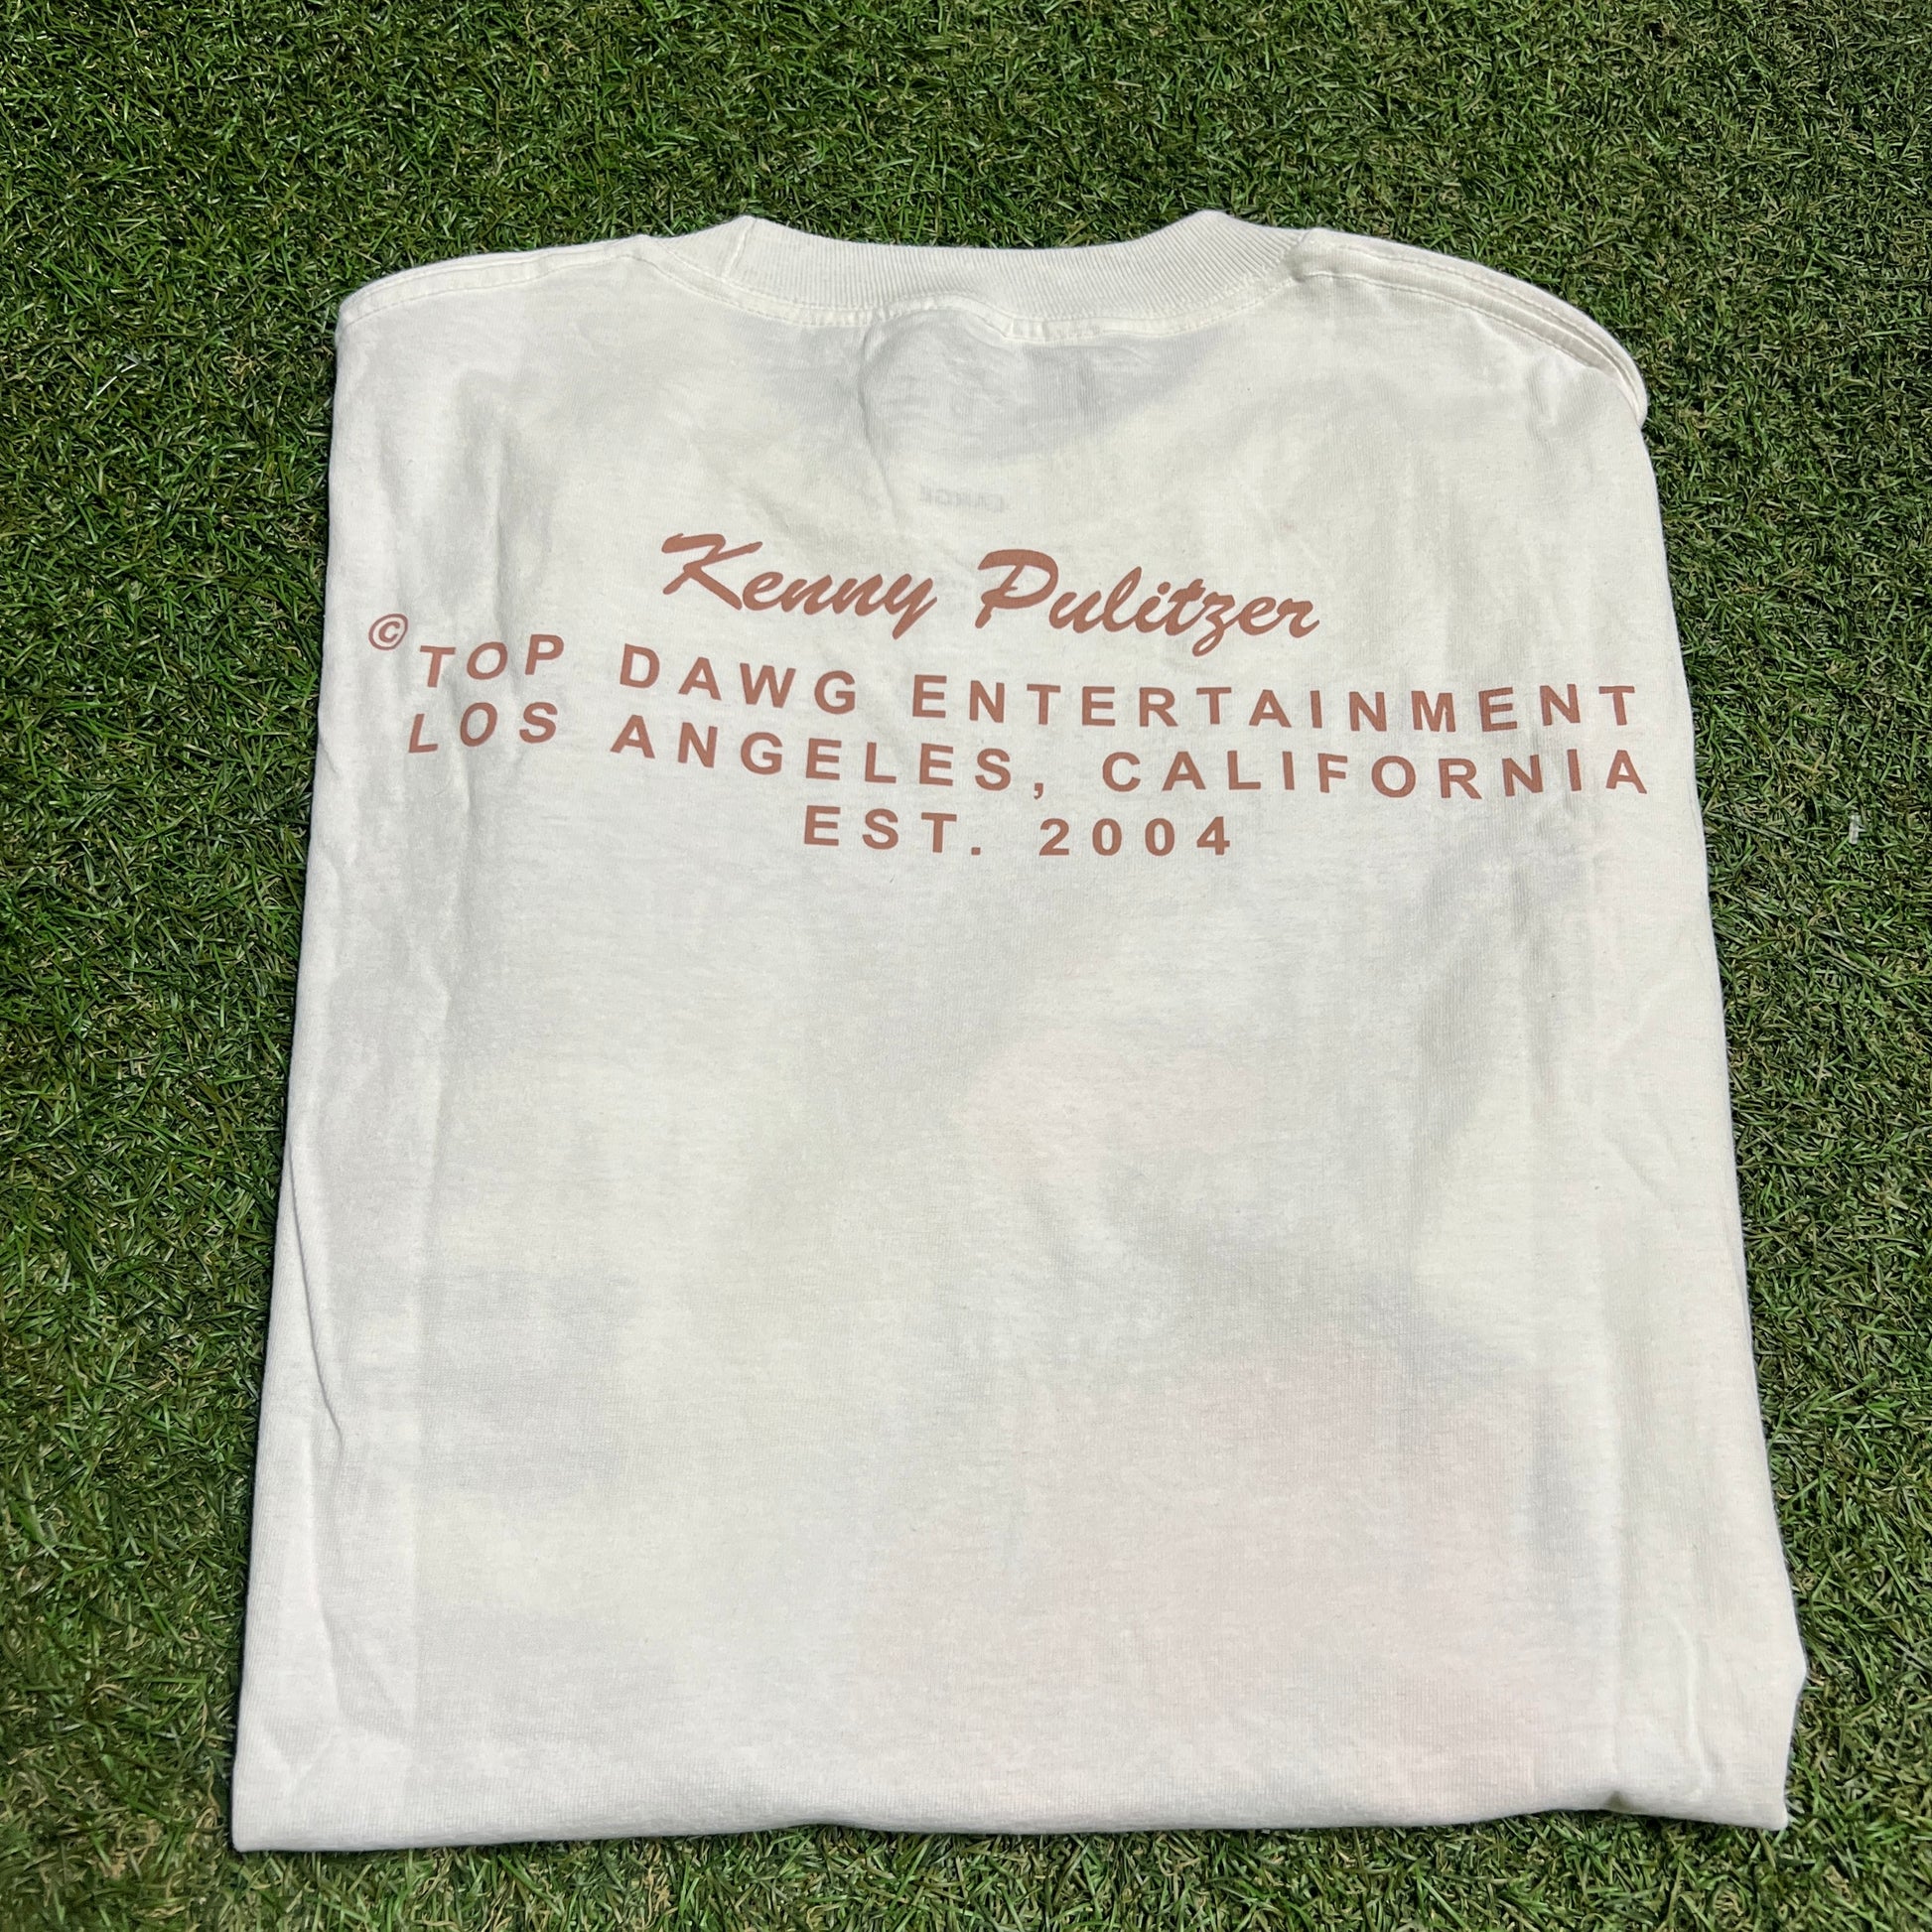 Kenny Pulitzer
©TOP DAWG ENTERTAINMENT
LOS ANGELES, CALIFORNIA
EST. 2004